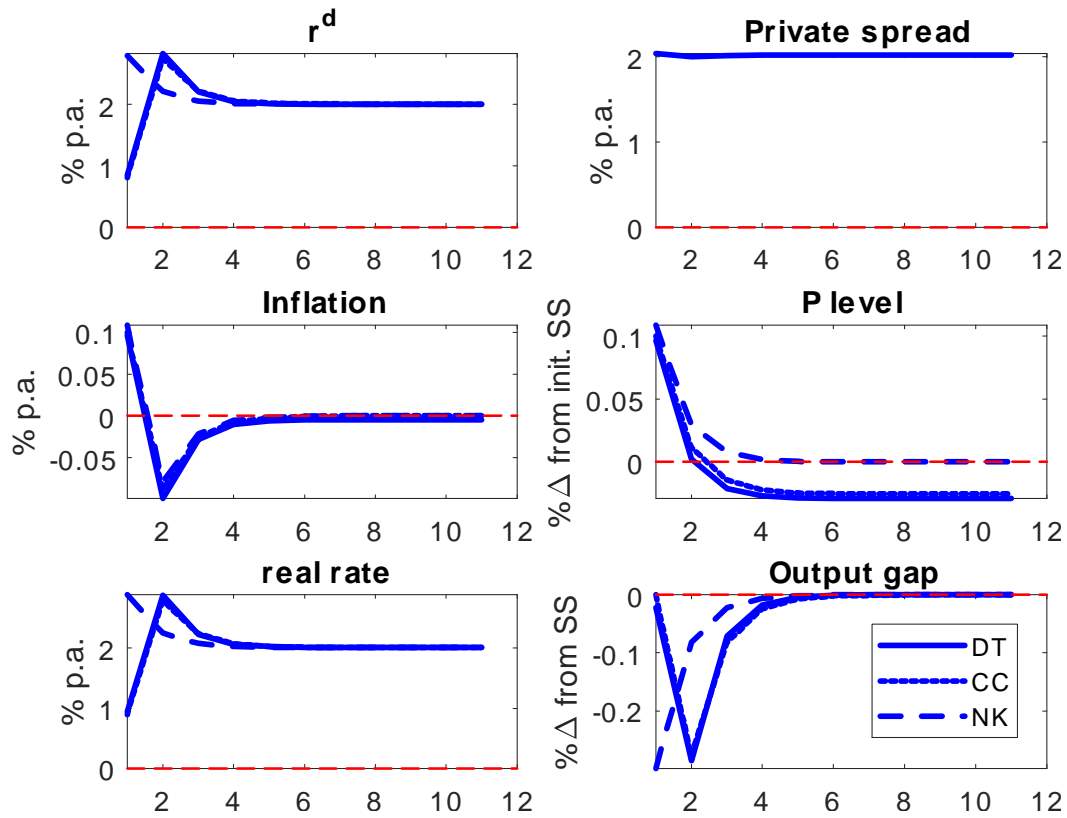 r^d
% p.a.
2
1
0
2 4 6 8 10 12
Private spread
% p.a.
2
1
0
2 4 6 8 10 12
Inflation
% p.a.
0.1
0.05
0
-0.05
2 4 6 8 10 12
P level
%Δ from init. SS
0.1
0.05
0
2 4 6 8 10 12
real rate
% p.a.
2
1
0
2 4 6 8 10 12
Output gap
%Δ from SS
0
-0.1
-0.2
2 4 6 8 10 12
DT
CC
NK